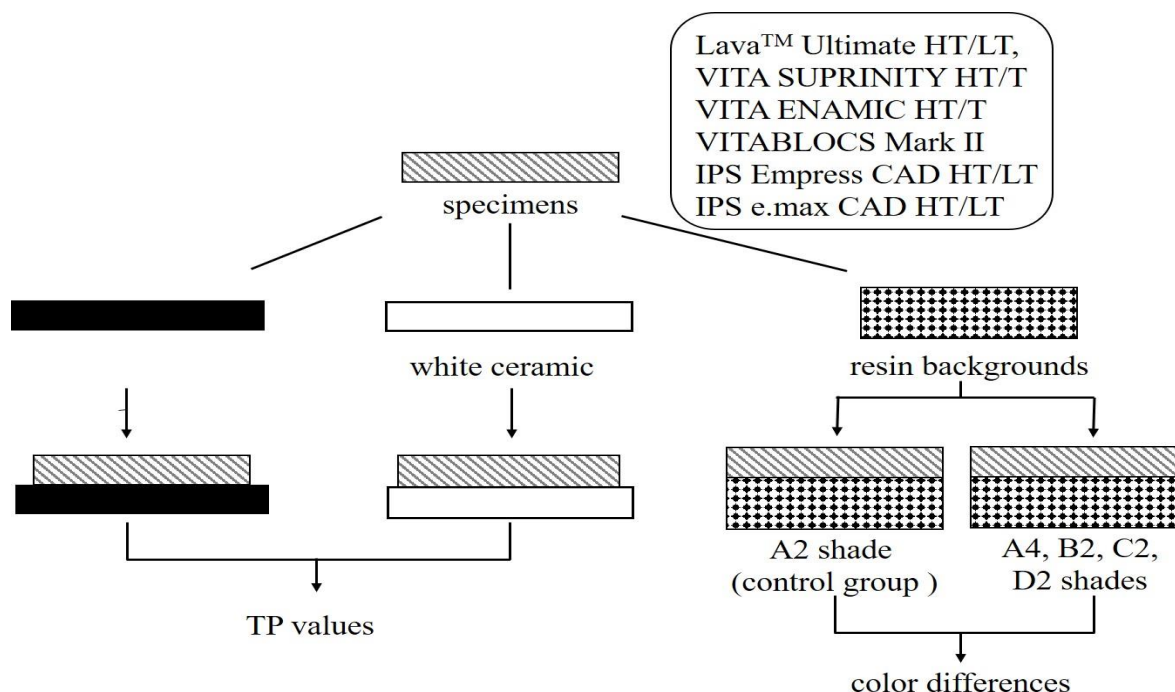 Lava™ Ultimate HT/LT,
VITA SUPRINITY HT/T
VITA ENAMIC HT/T
VITABLOCS Mark II
IPS Empress CAD HT/LT
IPS e.max CAD HT/LT
specimens
white ceramic
resin backgrounds
A2 shade
(control group )
A4, B2, C2,
D2 shades
TP values
color differences